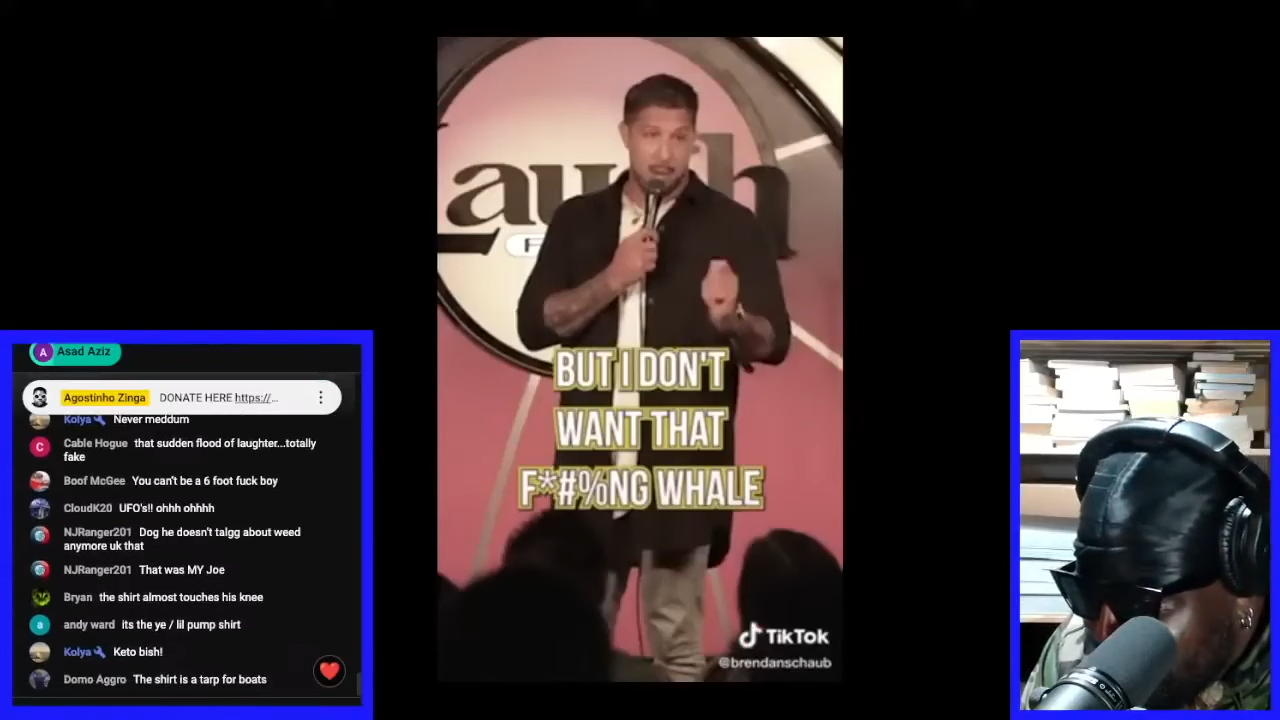 Laugh
F
BUT I DON'T
WANT THAT
F*#%NG WHALE
TikTok
@brendanschaub
A Asad Aziz
Agostinho Zinga DONATE HERE https://...
Kolya Never meddum
C Cable Hogue that sudden flood of laughter...totally
fake
Boof McGee You can't be a 6 foot fuck boy
CloudK20 UFO's!! ohhh ohhhh
NJRanger201 Dog he doesn't talgg about weed
anymore uk that
NJRanger201 That was MY Joe
Bryan the shirt almost touches his knee
a andy ward its the ye / lil pump shirt
Kolya Keto bish!
Domo Aggro The shirt is a tarp for boats